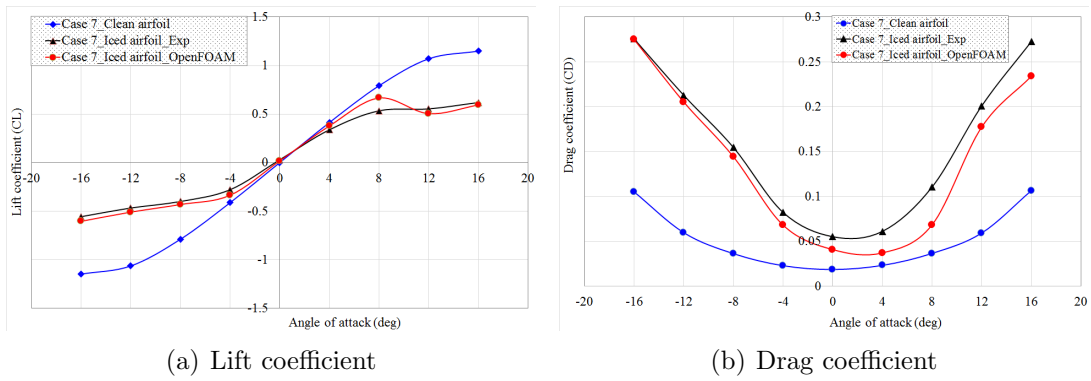 Case 7_Clean airfoil
Case 7_Iced airfoil_Exp
Case 7_Iced airfoil_OpenFOAM
1.5
1
0.5
0
-0.5
-1
-1.5
-20 -16 -12 -8 -4 0 4 8 12 16 20
Lift coefficient (CL)
Angle of attack (deg)
(a) Lift coefficient
Case 7_Clean airfoil
Case 7_Iced airfoil_Exp
Case 7_Iced airfoil_OpenFOAM
0.3
0.25
0.2
0.15
0.1
0.05
0
-20 -16 -12 -8 -4 0 4 8 12 16 20
Drag coefficient (CD)
Angle of attack (deg)
(b) Drag coefficient